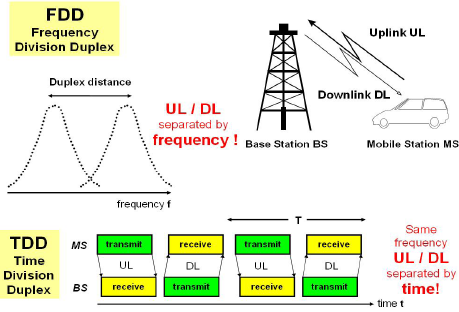 FDD
Frequency
Division Duplex
Duplex distance
UL / DL
separated by
frequency !
frequency f
Uplink UL
Downlink DL
Base Station BS
Mobile Station MS
TDD
Time
Division
Duplex
T
MS transmit receive transmit receive
UL DL UL DL
BS receive transmit receive transmit
time t
Same
frequency
UL / DL
separated by
time!